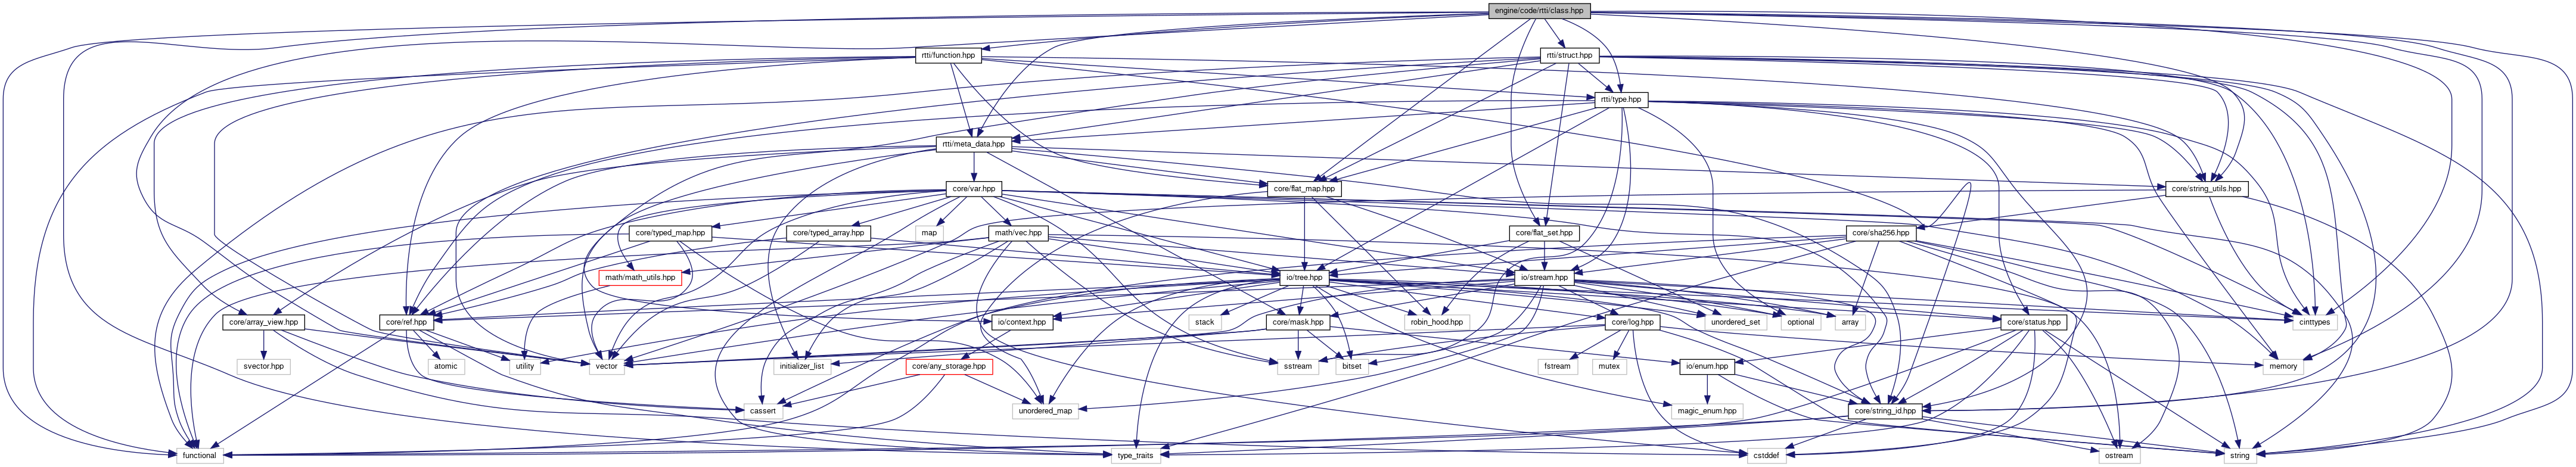 engine/code/rtti/class.hpp
rtti/function.hpp
rtti/struct.hpp
rtti/type.hpp
rtti/meta_data.hpp
core/var.hpp
core/flat_map.hpp
core/string_utils.hpp
core/typed_map.hpp
core/typed_array.hpp
map
math/vec.hpp
core/flat_set.hpp
core/sha256.hpp
math/math_utils.hpp
io/tree.hpp
io/stream.hpp
core/array_view.hpp
core/ref.hpp
stack
io/context.hpp
core/mask.hpp
robin_hood.hpp
core/log.hpp
unordered_set
optional
array
core/status.hpp
cinttypes
svector.hpp
atomic
utility
vector
initializer_list
core/any_storage.hpp
sstream
bitset
fstream
mutex
io/enum.hpp
memory
cassert
unordered_map
magic_enum.hpp
core/string_id.hpp
functional
type_traits
cstddef
ostream
string